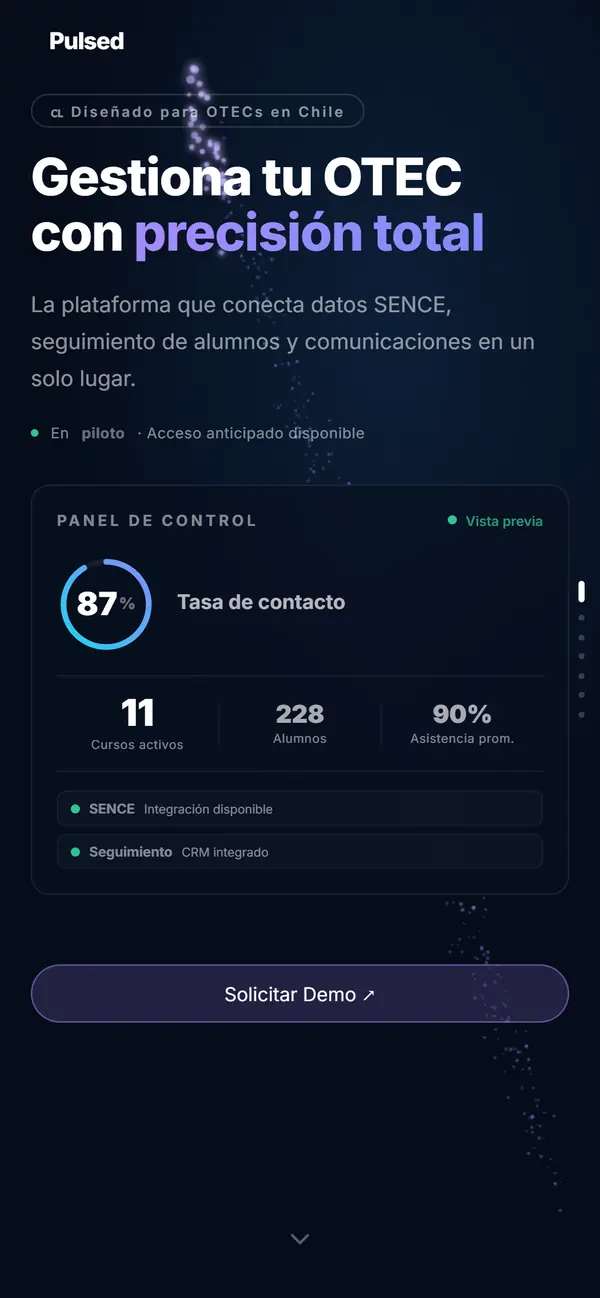 Pulsed
CL Diseñado para OTECs en Chile
Gestiona tu OTEC
con precisión total
La plataforma que conecta datos SENCE,
seguimiento de alumnos y comunicaciones en un
solo lugar.
En piloto · Acceso anticipado disponible
PANEL DE CONTROL
Vista previa
87%
Tasa de contacto
11
Cursos activos
228
Alumnos
90%
Asistencia prom.
SENCE Integración disponible
Seguimiento CRM integrado
Solicitar Demo ↗